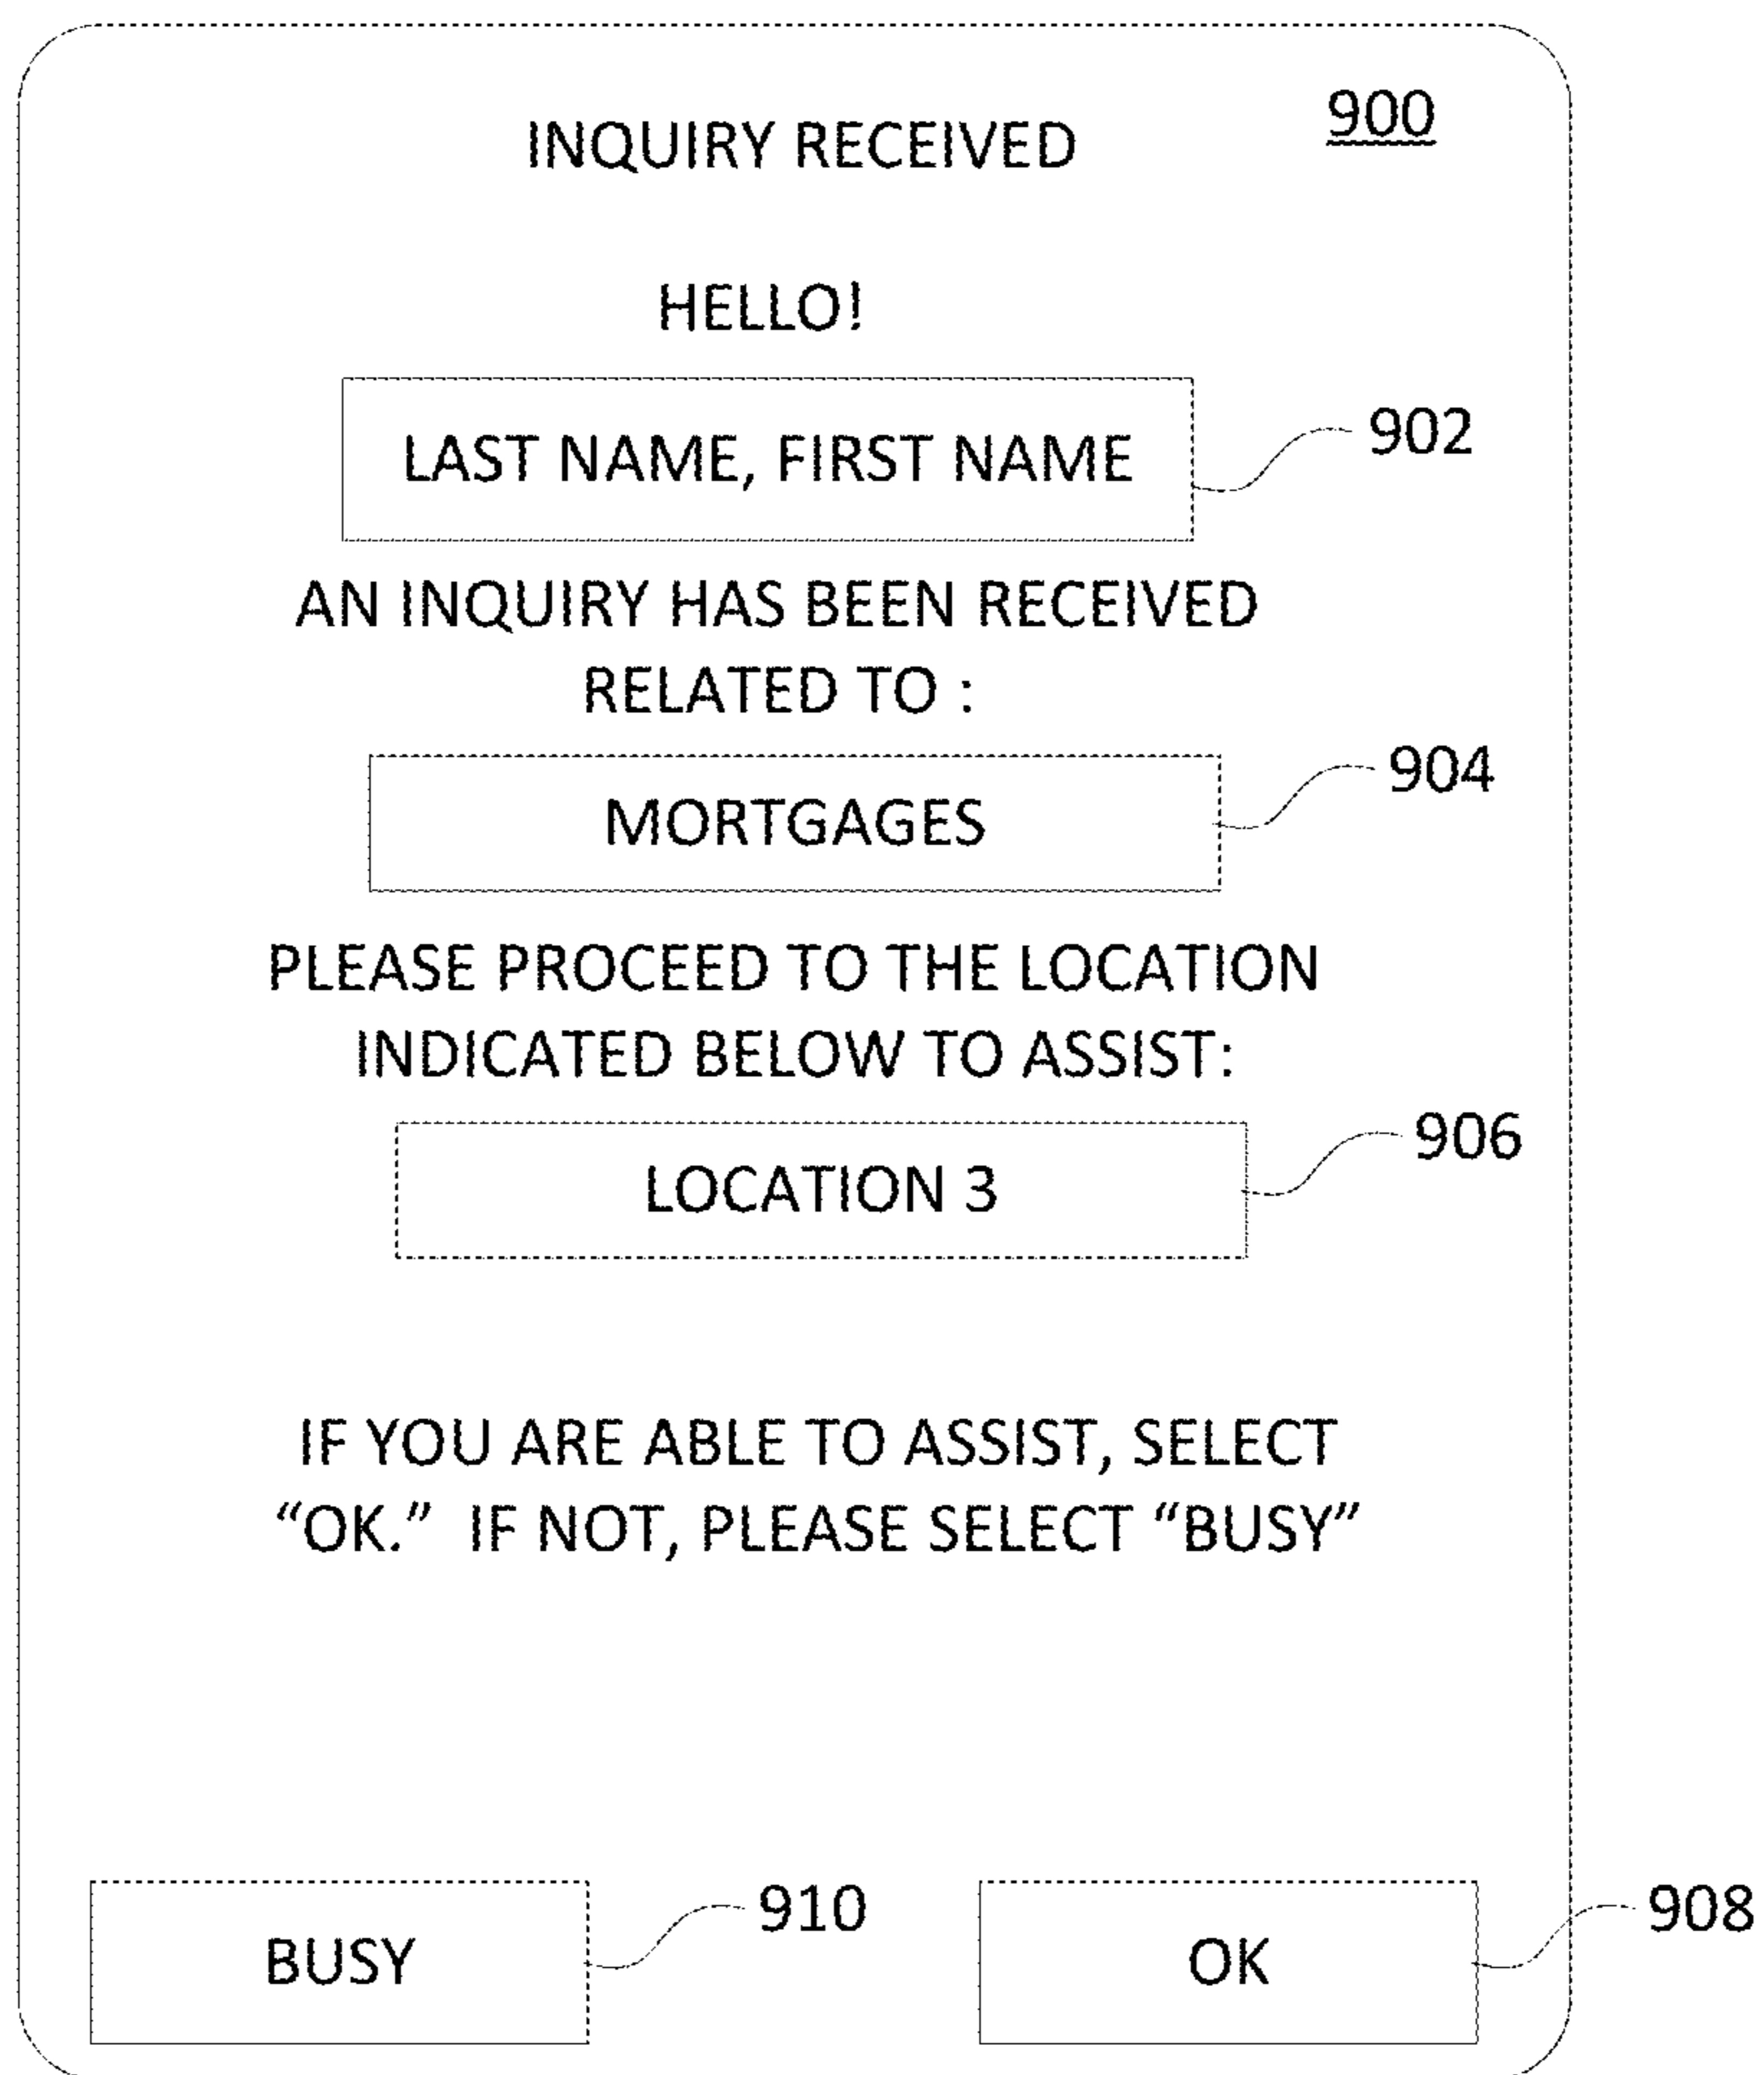 900
INQUIRY RECEIVED
HELLO!
LAST NAME, FIRST NAME
902
AN INQUIRY HAS BEEN RECEIVED
RELATED TO :
904
MORTGAGES
PLEASE PROCEED TO THE LOCATION
INDICATED BELOW TO ASSIST:
906
LOCATION 3
IF YOU ARE ABLE TO ASSIST, SELECT
“OK.”  IF NOT, PLEASE SELECT “BUSY”
BUSY
910
OK
908